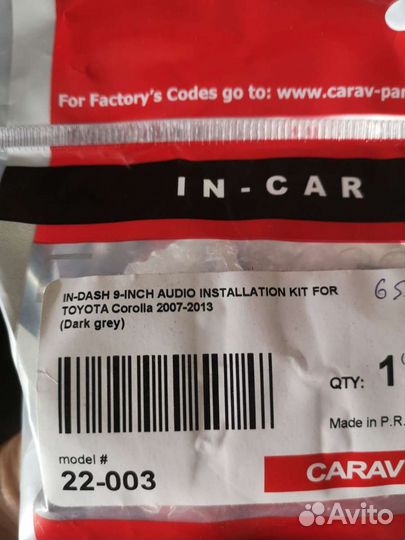 For Factory's Codes go to: www.carav-par
IN-CAR
IN-DASH 9-INCH AUDIO INSTALLATION KIT FOR
TOYOTA Corolla 2007-2013
(Dark grey)
QTY: 1
Made in P.R.
model #
22-003
CARAV
Avito